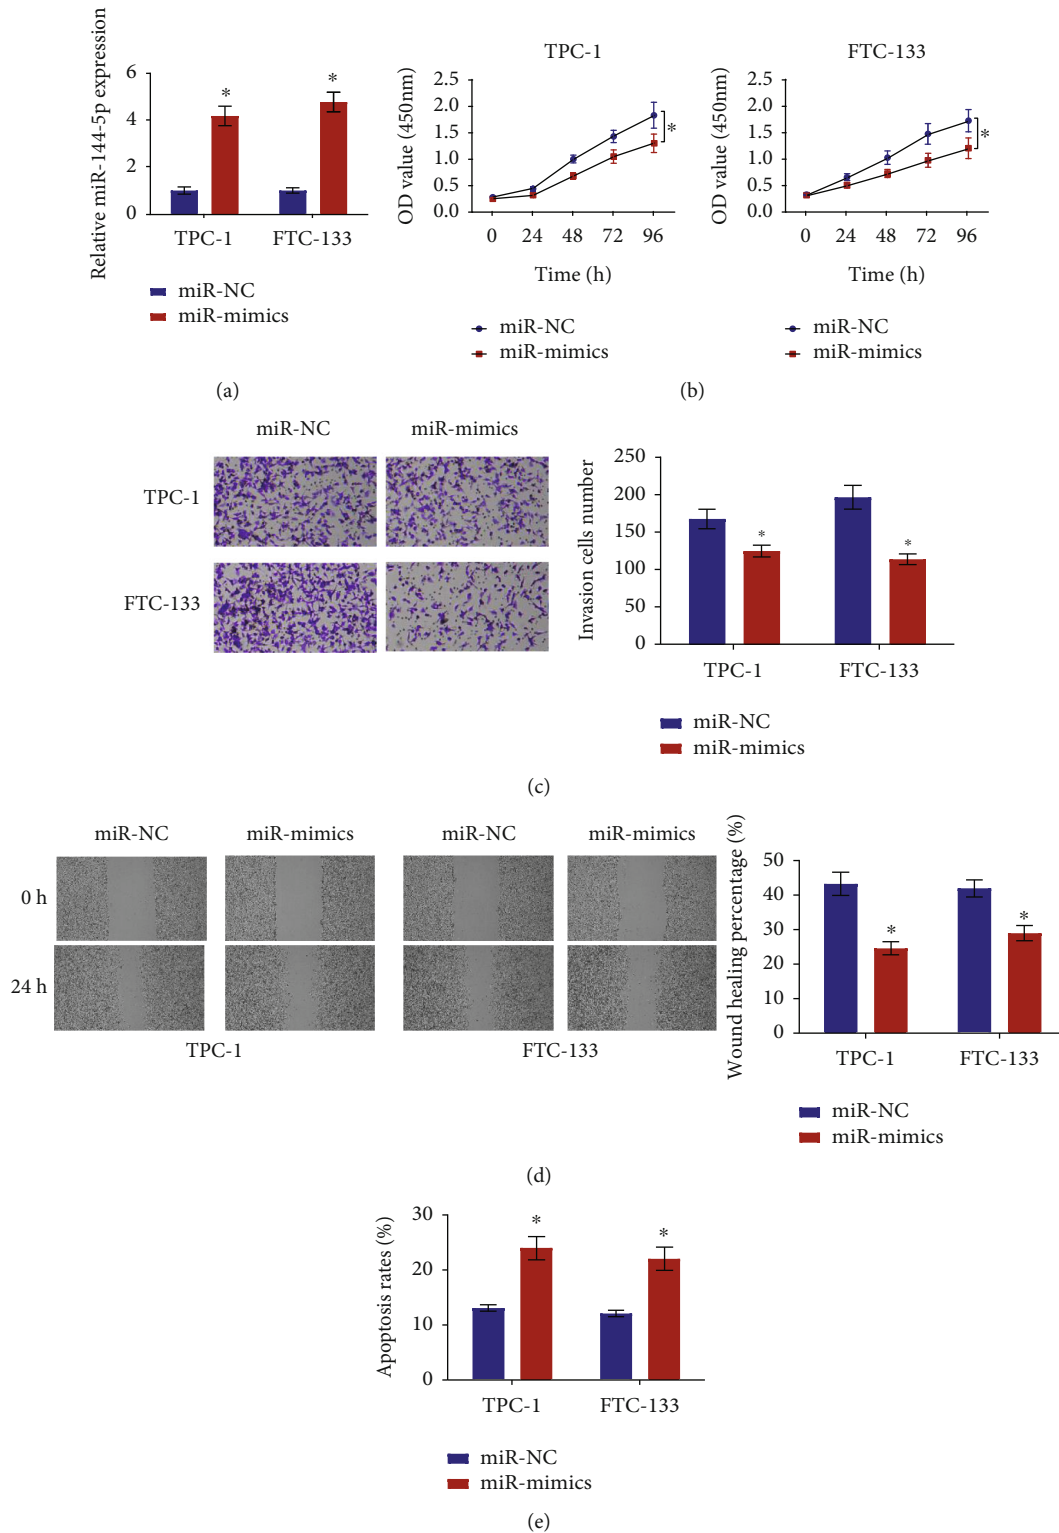 Relative miR-144-5p expression
6
4
2
0
*
*
TPC-1
FTC-133
miR-NC
miR-mimics
(a)
TPC-1
OD value (450nm)
2.5
2.0
1.5
1.0
0.5
0.0
*
0 24 48 72 96
Time (h)
miR-NC
miR-mimics
FTC-133
OD value (450nm)
2.5
2.0
1.5
1.0
0.5
0.0
*
0 24 48 72 96
Time (h)
miR-NC
miR-mimics
(b)
miR-NC
miR-mimics
TPC-1
FTC-133
Invasion cells number
250
200
150
100
50
0
*
*
TPC-1
FTC-133
miR-NC
miR-mimics
(c)
miR-NC
miR-mimics
miR-NC
miR-mimics
0 h
24 h
TPC-1
FTC-133
Wound healing percentage (%)
50
40
30
20
10
0
*
*
TPC-1
FTC-133
miR-NC
miR-mimics
(d)
Apoptosis rates (%)
30
20
10
0
*
*
TPC-1
FTC-133
miR-NC
miR-mimics
(e)